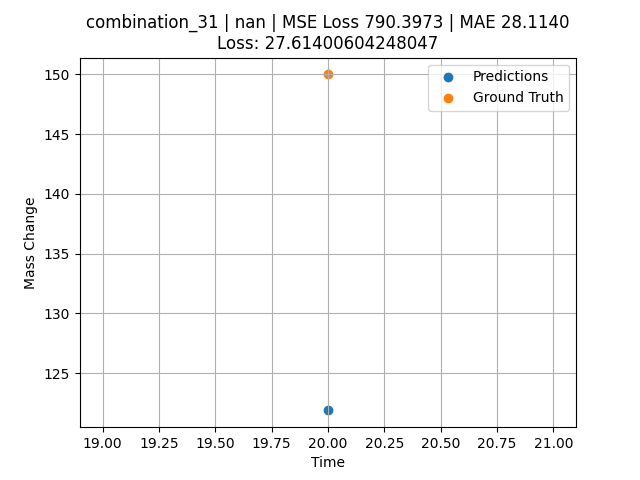 combination_31 | nan | MSE Loss 790.3973 | MAE 28.1140
Loss: 27.61400604248047
Predictions
Ground Truth
150
145
140
135
130
125
Mass Change
19.00 19.25 19.50 19.75 20.00 20.25 20.50 20.75 21.00
Time